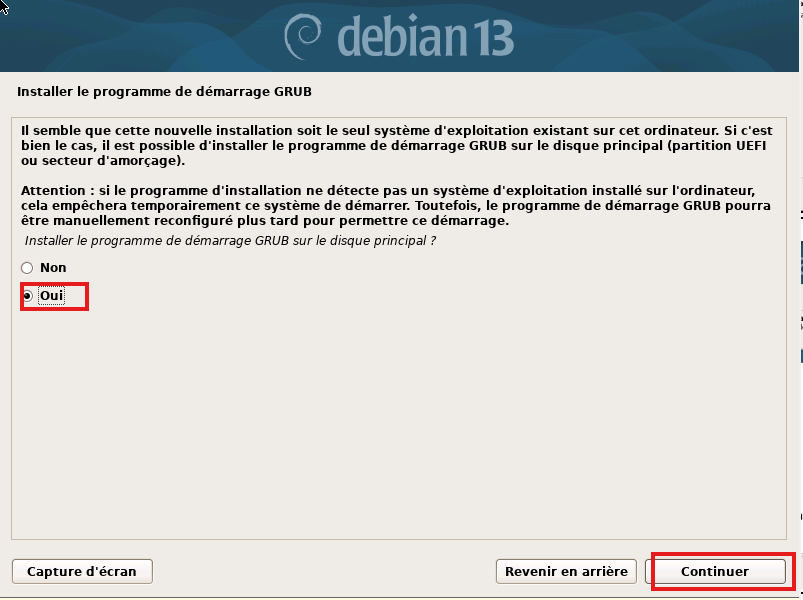 debian 13
Installer le programme de démarrage GRUB
Il semble que cette nouvelle installation soit le seul système d'exploitation existant sur cet ordinateur. Si c'est
bien le cas, il est possible d'installer le programme de démarrage GRUB sur le disque principal (partition UEFI
ou secteur d'amorçage).
Attention : si le programme d'installation ne détecte pas un système d'exploitation installé sur l'ordinateur,
cela empêchera temporairement ce système de démarrer. Toutefois, le programme de démarrage GRUB pourra
être manuellement reconfiguré plus tard pour permettre ce démarrage.
Installer le programme de démarrage GRUB sur le disque principal ?
Non
Oui
Capture d'écran
Revenir en arrière
Continuer